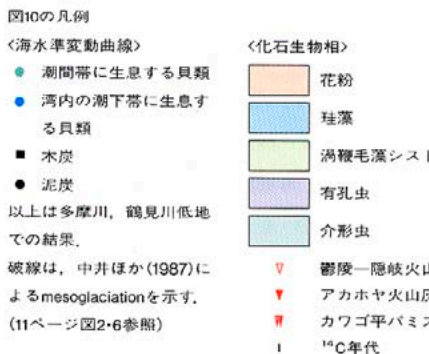 図10の凡例
〈海水準変動曲線〉
潮間帯に生息する貝類
湾内の潮下帯に生息す
る貝類
木炭
泥炭
以上は多摩川，鶴見川低地
での結果．
破線は，中井ほか(1987)に
よるmesoglaciationを示す．
(11ページ図2・6参照)
〈化石生物相〉
花粉
珪藻
渦鞭毛藻シスト
有孔虫
介形虫
鬱陵—隠岐火山
アカホヤ火山灰
カワゴ平パミス
¹⁴C年代